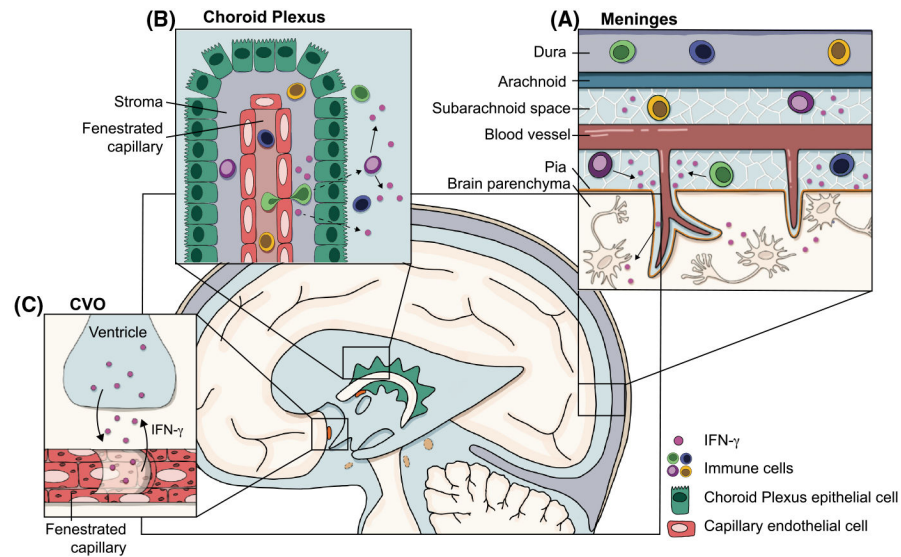 (B)
Choroid Plexus
Stroma
Fenestrated
capillary
(A)
Meninges
Dura
Arachnoid
Subarachnoid space
Blood vessel
Pia
Brain parenchyma
(C)
CVO
Ventricle
IFN-γ
Fenestrated
capillary
IFN-γ
Immune cells
Choroid Plexus epithelial cell
Capillary endothelial cell